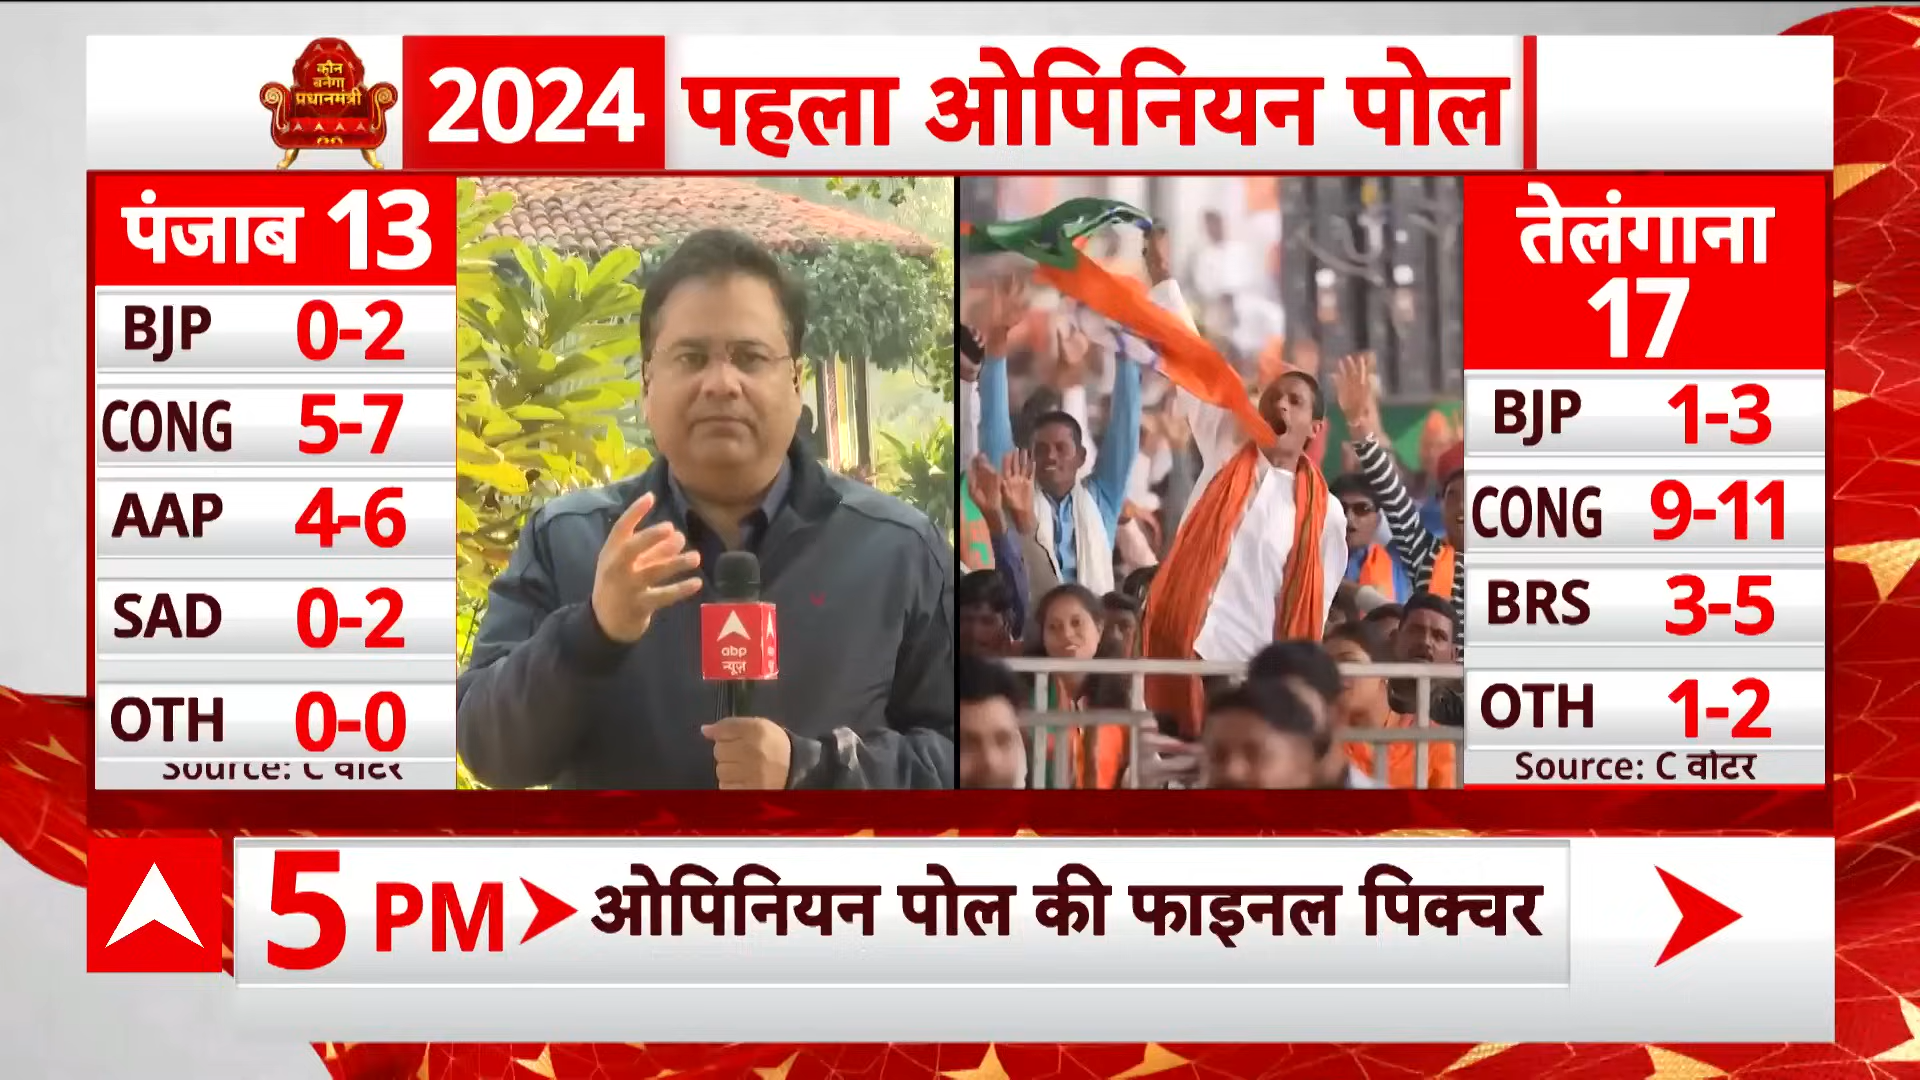 कौन
बनेगा
प्रधानमंत्री
2024 पहला ओपिनियन पोल
पंजाब 13
BJP 0-2
CONG 5-7
AAP 4-6
SAD 0-2
OTH 0-0
Source: C वोटर
abp
न्यूज़
तेलंगाना
17
BJP 1-3
CONG 9-11
BRS 3-5
OTH 1-2
Source: C वोटर
5 PM ओपिनियन पोल की फाइनल पिक्चर